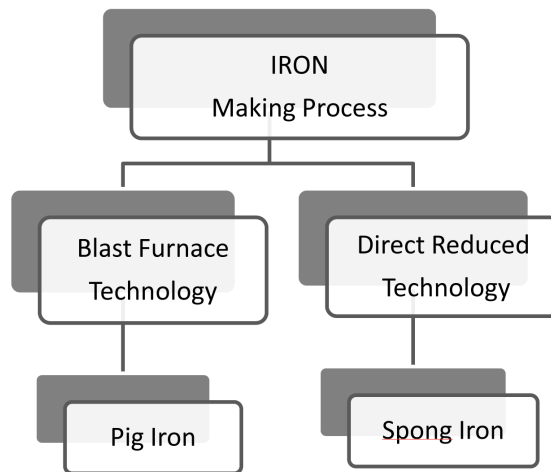 IRON
Making Process
Blast Furnace
Technology
Direct Reduced
Technology
Pig Iron
Spong Iron